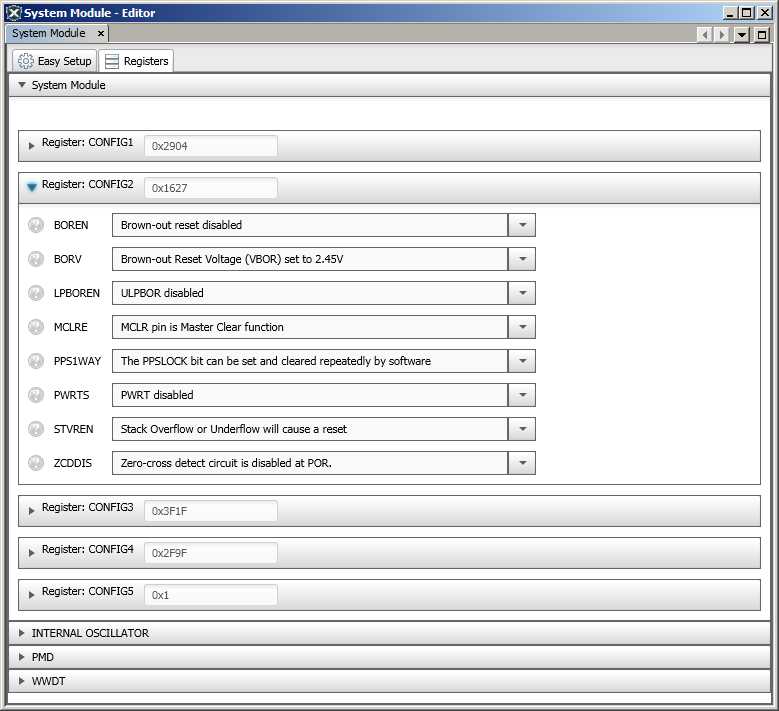 System Module - Editor
System Module ×
Easy Setup Registers
System Module
Register: CONFIG1 0x2904
Register: CONFIG2 0x1627
? BOREN Brown-out reset disabled
? BORV Brown-out Reset Voltage (VBOR) set to 2.45V
? LPBOREN ULPBOR disabled
? MCLRE MCLR pin is Master Clear function
? PPS1WAY The PPSLOCK bit can be set and cleared repeatedly by software
? PWRTS PWRT disabled
? STVREN Stack Overflow or Underflow will cause a reset
? ZCDDIS Zero-cross detect circuit is disabled at POR.
Register: CONFIG3 0x3F1F
Register: CONFIG4 0x2F9F
Register: CONFIG5 0x1
INTERNAL OSCILLATOR
PMD
WWDT